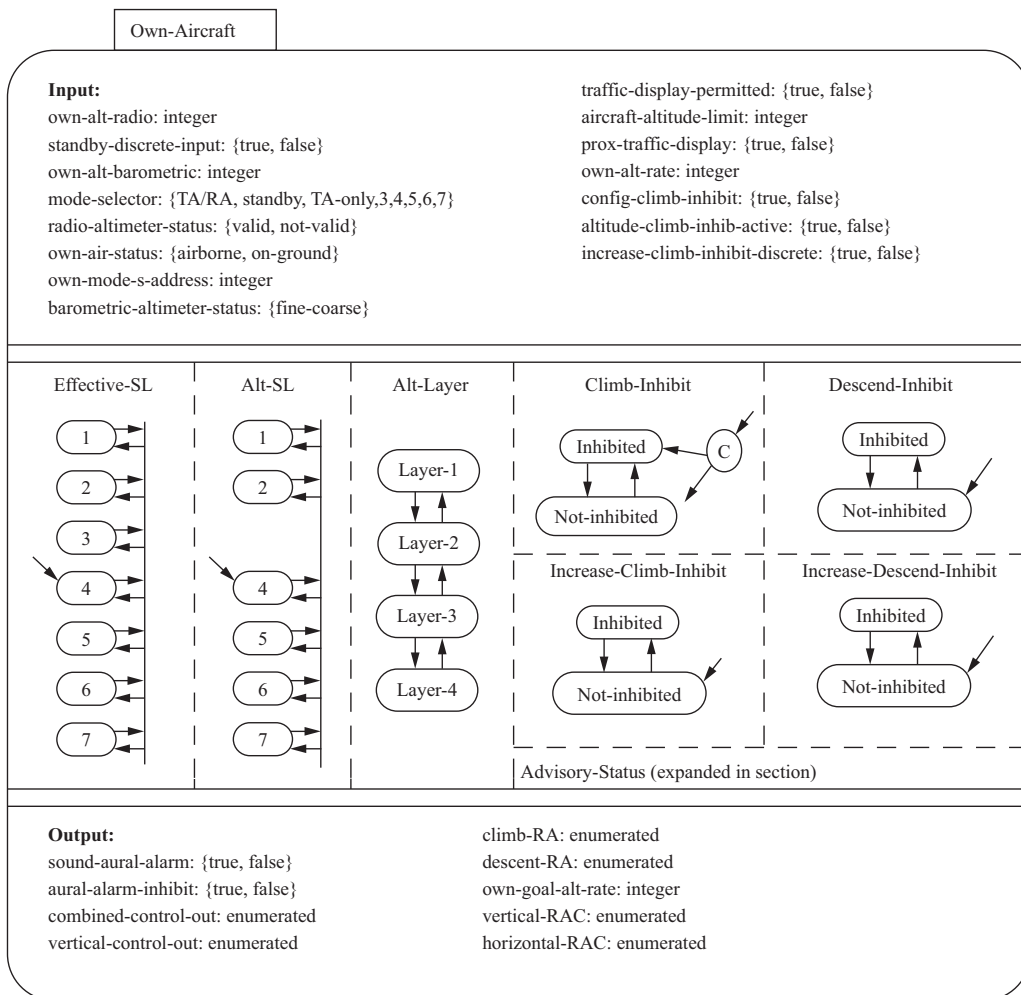 Own-Aircraft
Input:
own-alt-radio: integer
standby-discrete-input: {true, false}
own-alt-barometric: integer
mode-selector: {TA/RA, standby, TA-only,3,4,5,6,7}
radio-altimeter-status: {valid, not-valid}
own-air-status: {airborne, on-ground}
own-mode-s-address: integer
barometric-altimeter-status: {fine-coarse}
traffic-display-permitted: {true, false}
aircraft-altitude-limit: integer
prox-traffic-display: {true, false}
own-alt-rate: integer
config-climb-inhibit: {true, false}
altitude-climb-inhib-active: {true, false}
increase-climb-inhibit-discrete: {true, false}
Effective-SL
1
2
3
4
5
6
7
Alt-SL
1
2
4
5
6
7
Alt-Layer
Layer-1
Layer-2
Layer-3
Layer-4
Climb-Inhibit
Inhibited
C
Not-inhibited
Descend-Inhibit
Inhibited
Not-inhibited
Increase-Climb-Inhibit
Inhibited
Not-inhibited
Increase-Descend-Inhibit
Inhibited
Not-inhibited
Advisory-Status (expanded in section)
Output:
sound-aural-alarm: {true, false}
aural-alarm-inhibit: {true, false}
combined-control-out: enumerated
vertical-control-out: enumerated
climb-RA: enumerated
descent-RA: enumerated
own-goal-alt-rate: integer
vertical-RAC: enumerated
horizontal-RAC: enumerated